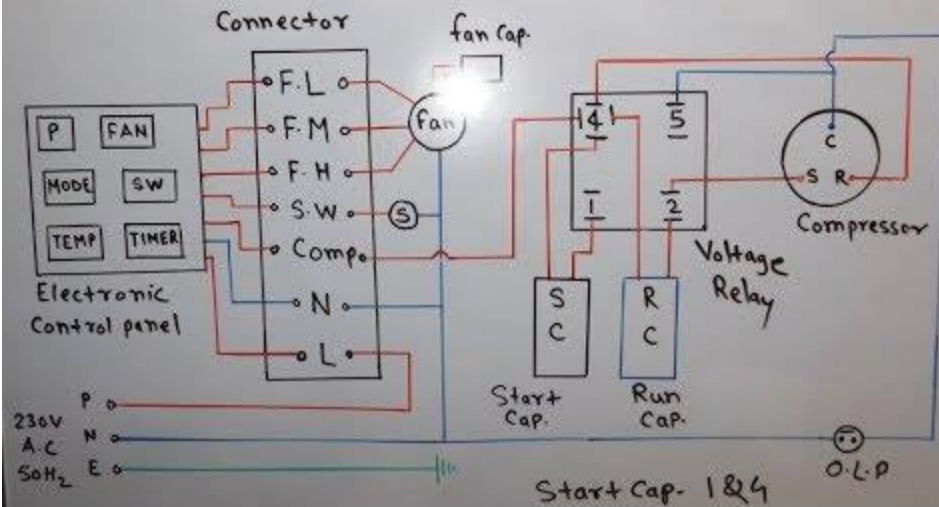 Connector
fan Cap.
F.L
F.M
F.H
S.W
Comp.
N
L
P FAN
MODE SW
TEMP TIMER
Electronic
Control panel
fan
S
4 5
1 2
Voltage
Relay
C
S R
Compressor
S
C
R
C
Start
Cap.
Run
Cap.
P
230V
A.C N
50Hz E
O.L.P
Start Cap- 1&4